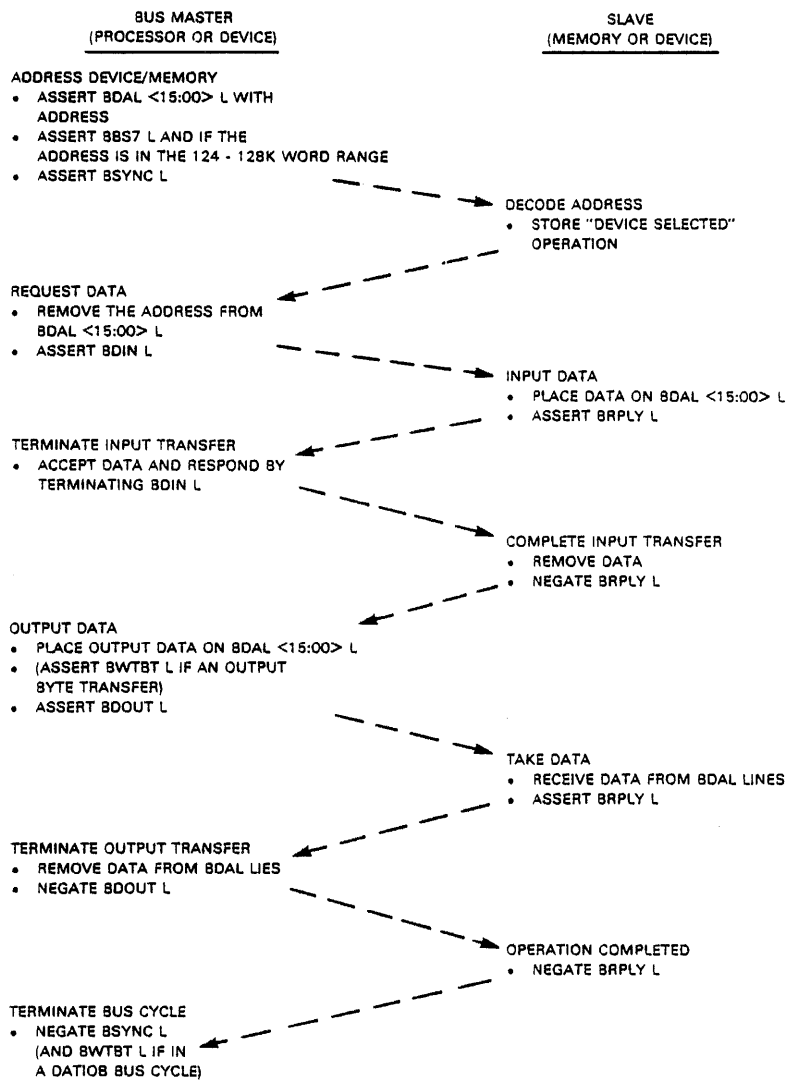 BUS MASTER
(PROCESSOR OR DEVICE)
SLAVE
(MEMORY OR DEVICE)
ADDRESS DEVICE/MEMORY
• ASSERT BDAL <15:00> L WITH
ADDRESS
• ASSERT BBS7 L AND IF THE
ADDRESS IS IN THE 124 - 128K WORD RANGE
• ASSERT BSYNC L
DECODE ADDRESS
• STORE "DEVICE SELECTED"
OPERATION
REQUEST DATA
• REMOVE THE ADDRESS FROM
BDAL <15:00> L
• ASSERT BDIN L
INPUT DATA
• PLACE DATA ON BDAL <15:00> L
• ASSERT BRPLY L
TERMINATE INPUT TRANSFER
• ACCEPT DATA AND RESPOND BY
TERMINATING BDIN L
COMPLETE INPUT TRANSFER
• REMOVE DATA
• NEGATE BRPLY L
OUTPUT DATA
• PLACE OUTPUT DATA ON BDAL <15:00> L
• (ASSERT BWTBT L IF AN OUTPUT
BYTE TRANSFER)
• ASSERT BDOUT L
TAKE DATA
• RECEIVE DATA FROM BDAL LINES
• ASSERT BRPLY L
TERMINATE OUTPUT TRANSFER
• REMOVE DATA FROM BDAL LIES
• NEGATE BDOUT L
OPERATION COMPLETED
• NEGATE BRPLY L
TERMINATE BUS CYCLE
• NEGATE BSYNC L
(AND BWTBT L IF IN
A DATIOB BUS CYCLE)